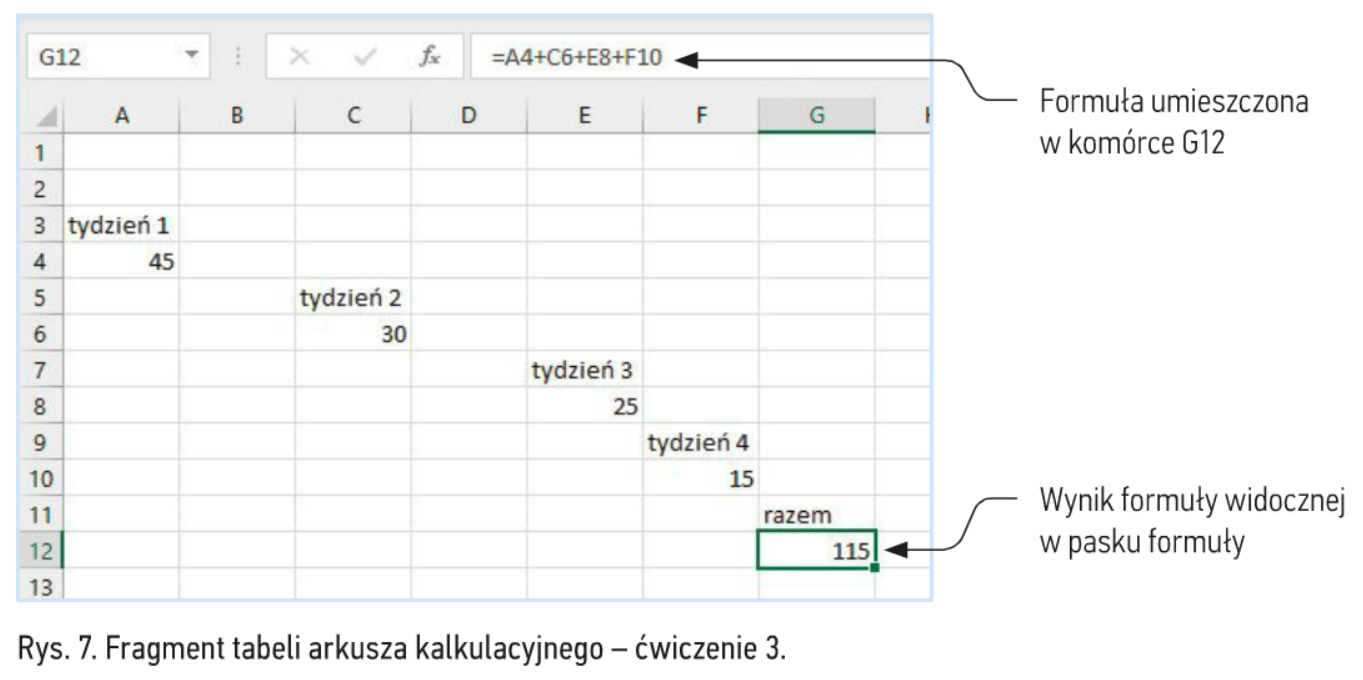 G12 fx =A4+C6+E8+F10
Formuła umieszczona
w komórce G12
A B C D E F G
1
2
3 tydzień 1
4 45
5 tydzień 2
6 30
7 tydzień 3
8 25
9 tydzień 4
10 15
11 razem
12 115
13
Wynik formuły widocznej
w pasku formuły
Rys. 7. Fragment tabeli arkusza kalkulacyjnego – ćwiczenie 3.